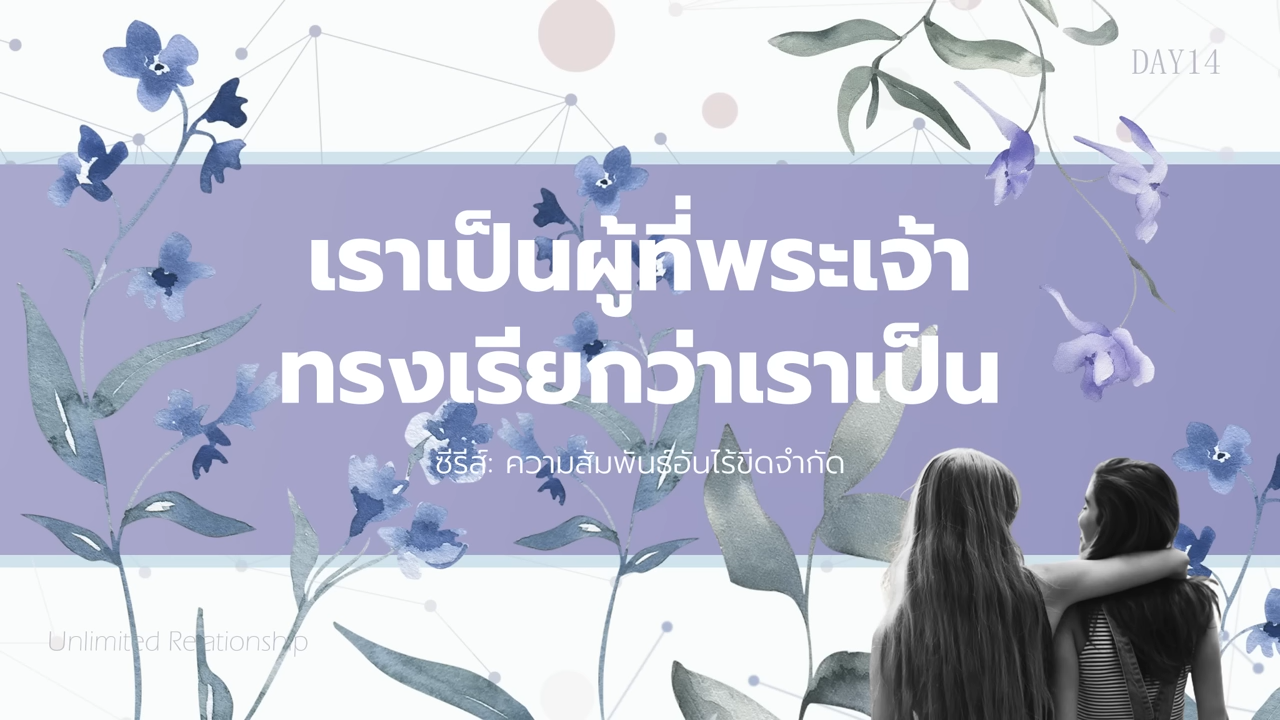 DAY14
เราเป็นผู้ที่พระเจ้า
ทรงเรียกว่าเราเป็น
ซีรีส์: ความสัมพันธ์อันไร้ขีดจำกัด
Unlimited Relationship